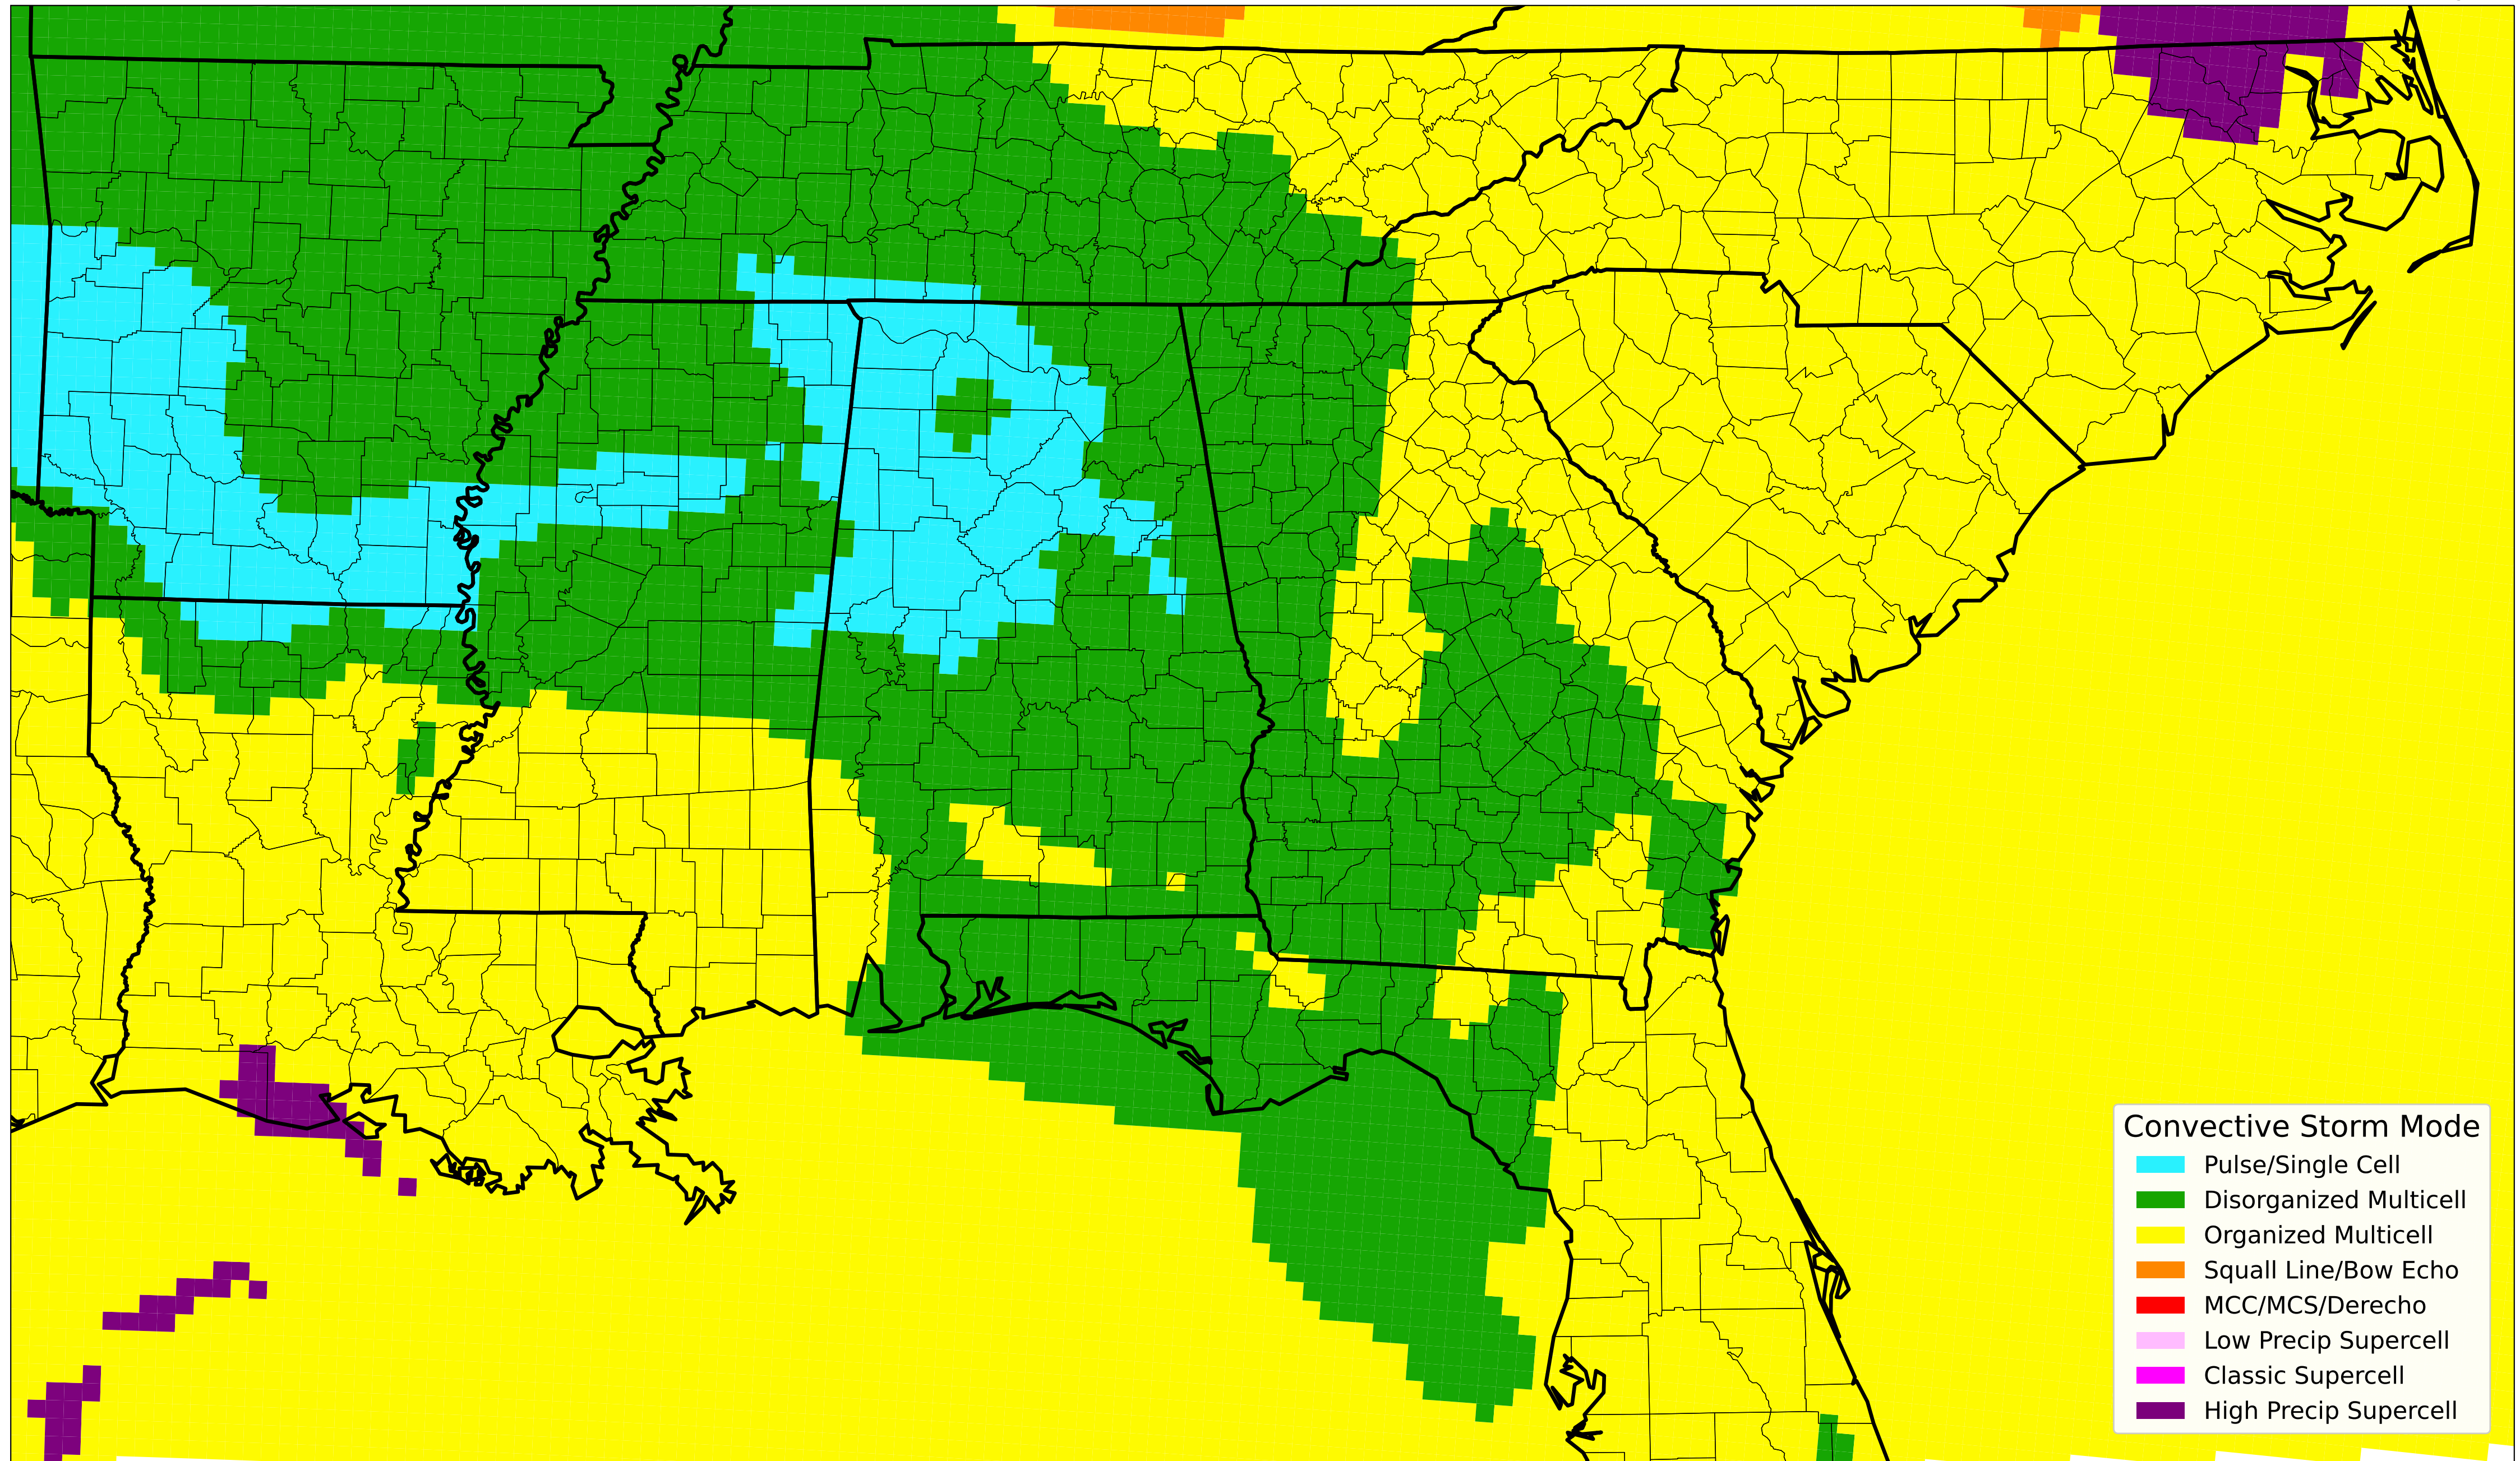 Convective Storm Mode
Pulse/Single Cell
Disorganized Multicell
Organized Multicell
Squall Line/Bow Echo
MCC/MCS/Derecho
Low Precip Supercell
Classic Supercell
High Precip Supercell